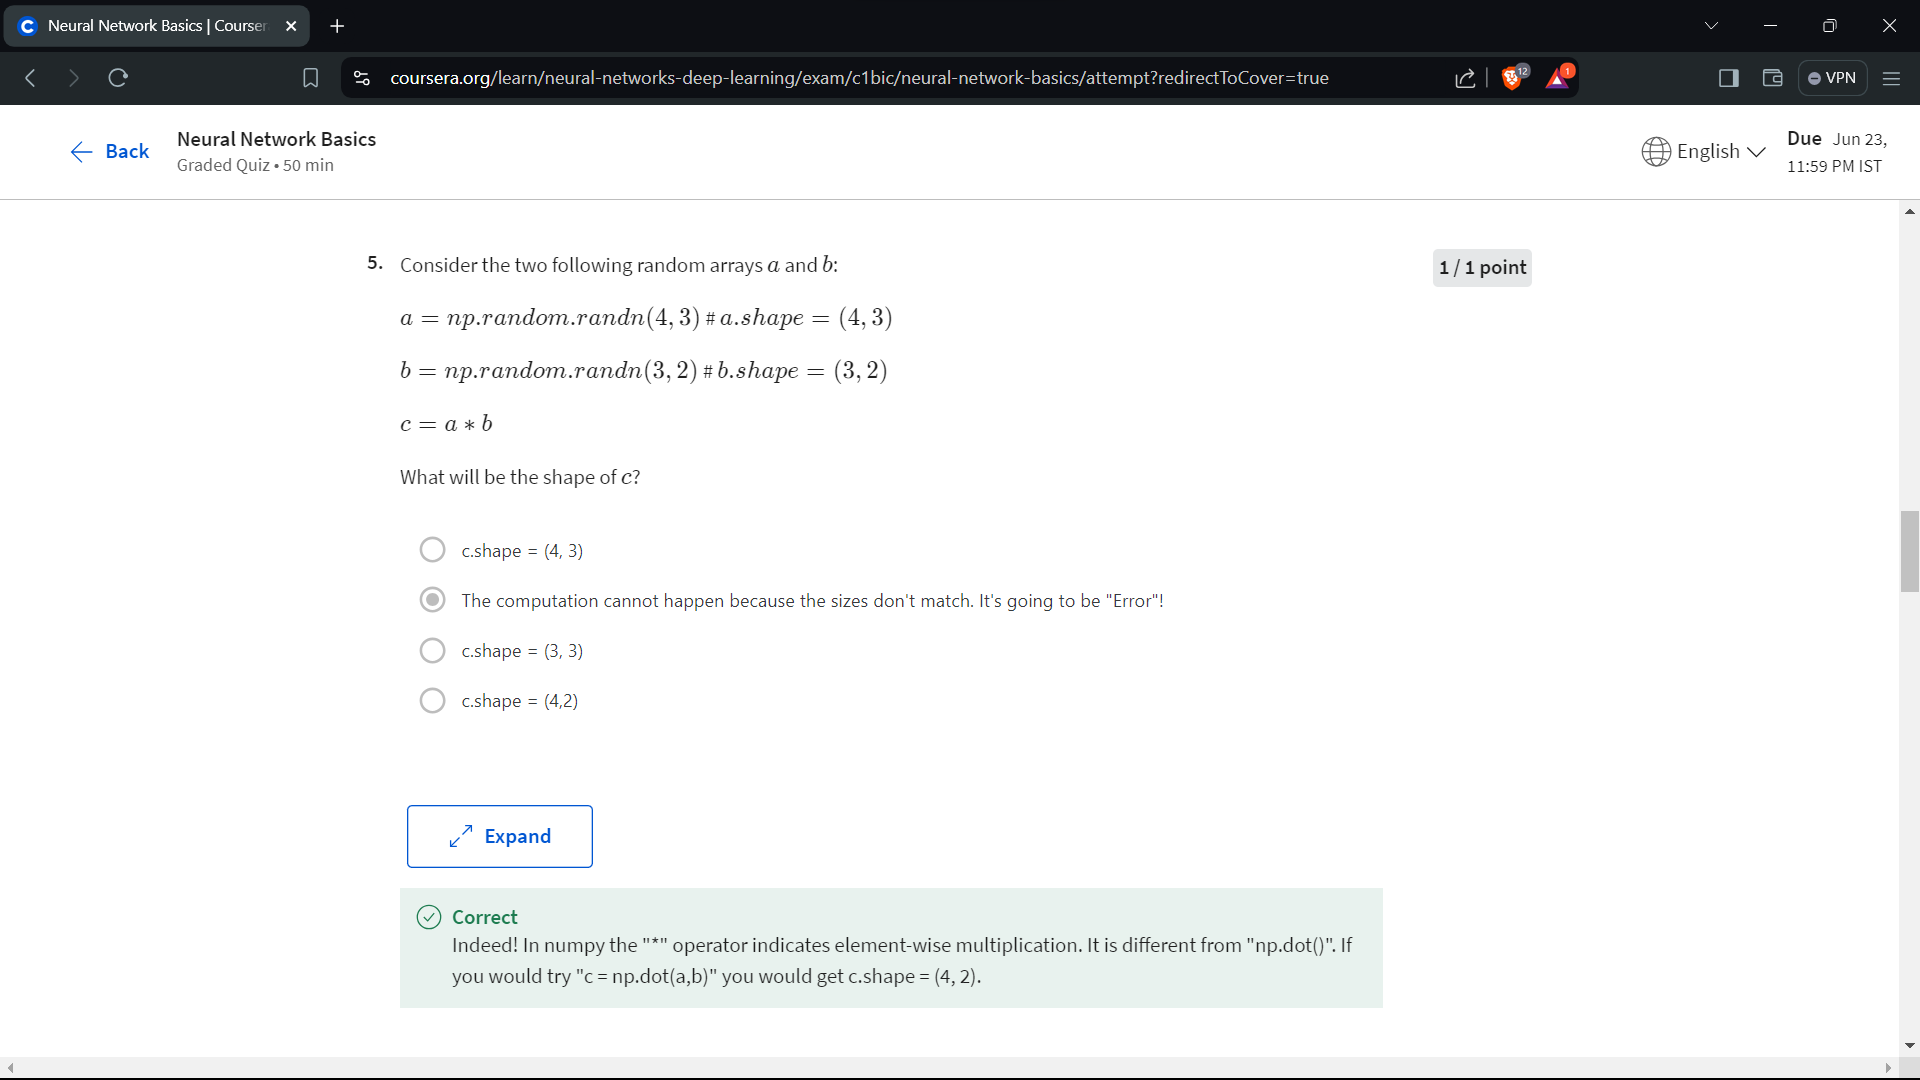 Neural Network Basics | Courser
coursera.org/learn/neural-networks-deep-learning/exam/c1bic/neural-network-basics/attempt?redirectToCover=true
12
1
VPN
Back
Neural Network Basics
Graded Quiz • 50 min
English
Due Jun 23,
11:59 PM IST
5. Consider the two following random arrays a and b:
1 / 1 point
a = np.random.randn(4, 3) # a.shape = (4, 3)
b = np.random.randn(3, 2) # b.shape = (3, 2)
c = a * b
What will be the shape of c?
c.shape = (4, 3)
The computation cannot happen because the sizes don't match. It's going to be "Error"!
c.shape = (3, 3)
c.shape = (4,2)
Expand
Correct
Indeed! In numpy the "*" operator indicates element-wise multiplication. It is different from "np.dot()". If
you would try "c = np.dot(a,b)" you would get c.shape = (4, 2).